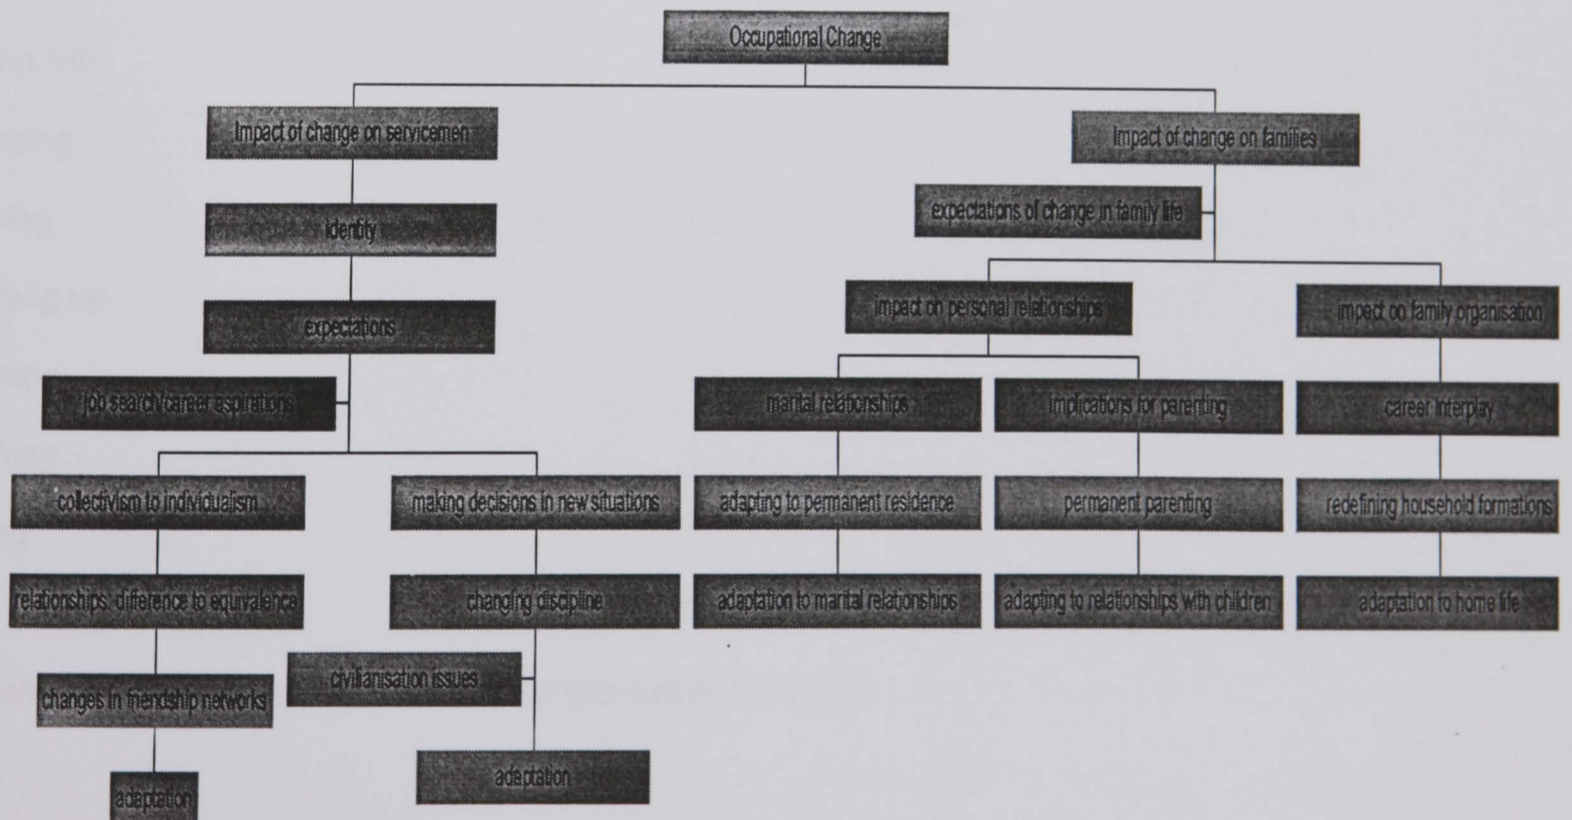 Occupational Change
Impact of change on servicemen
Impact of change on families
expectations of change in family life
identity
impact on personal relationships
impact on family organisation
expectations
job search/career aspirations
marital relationships
implications for parenting
career interplay
collectivism to individualism
making decisions in new situations
adapting to permanent residence
permanent parenting
redefining household formations
relationships: difference to equivalence
changing discipline
adaptation to marital relationships
adapting to relationships with children
adaptation to home life
civilianisation issues
changes in friendship networks
adaptation
adaptation